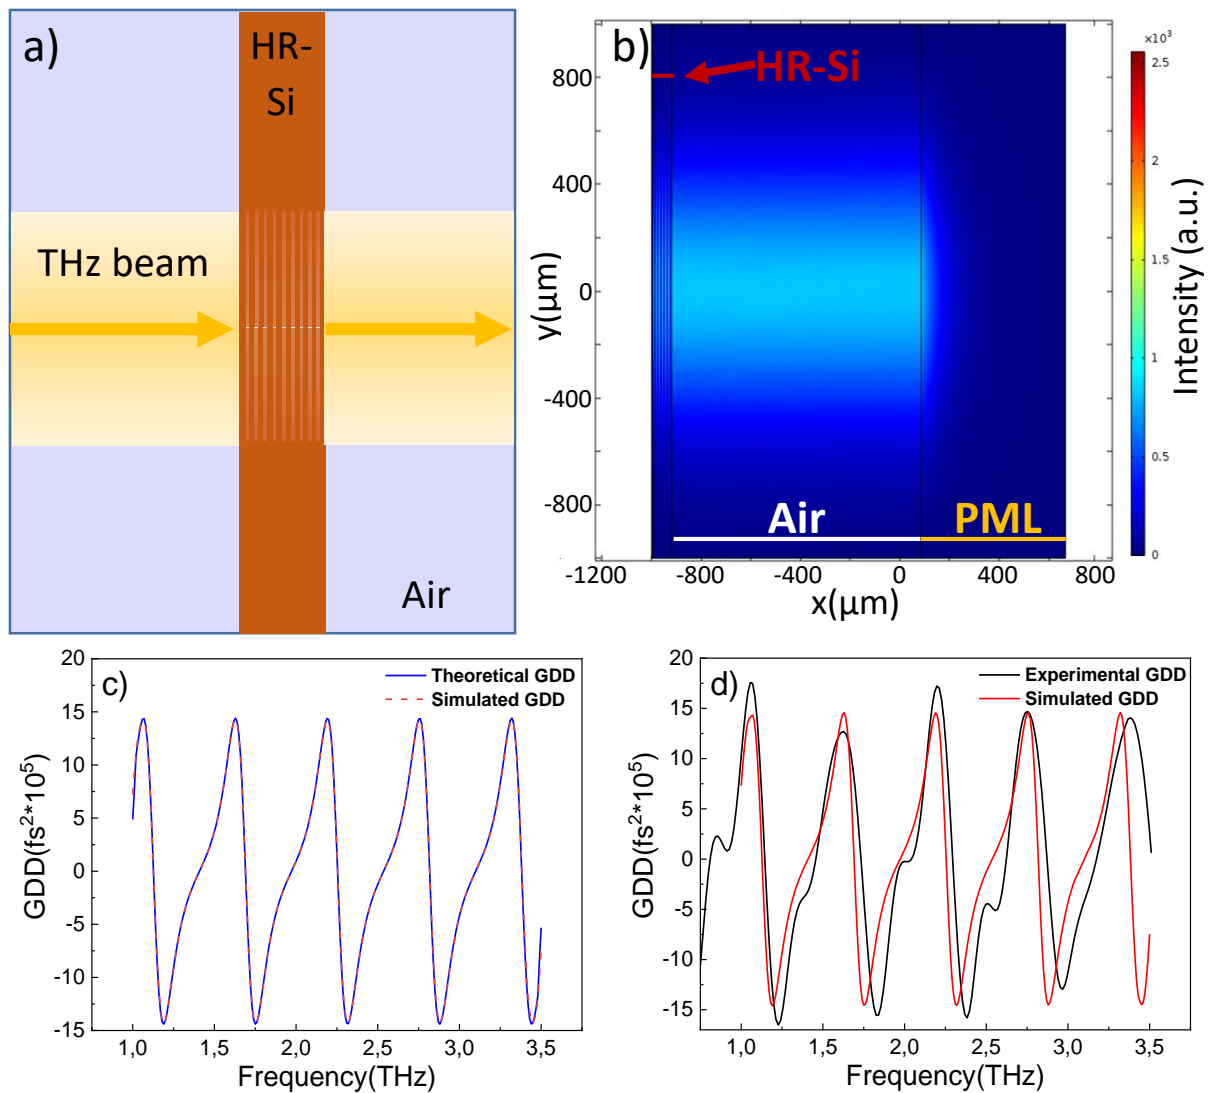 a)
HR-
Si
THz beam
Air
b)
HR-Si
Air
PML
y(μm)
800
400
0
-400
-800
-1200
-800
-400
0
400
800
x(μm)
×10³
2.5
2
1.5
1
0.5
0
Intensity (a.u.)
c)
Theoretical GDD
Simulated GDD
GDD(fs²*10⁵)
20
15
10
5
0
-5
-10
-15
1,0
1,5
2,0
2,5
3,0
3,5
Frequency(THz)
d)
Experimental GDD
Simulated GDD
GDD(fs²*10⁵)
20
15
10
5
0
-5
-10
-15
1,0
1,5
2,0
2,5
3,0
3,5
Frequency(THz)